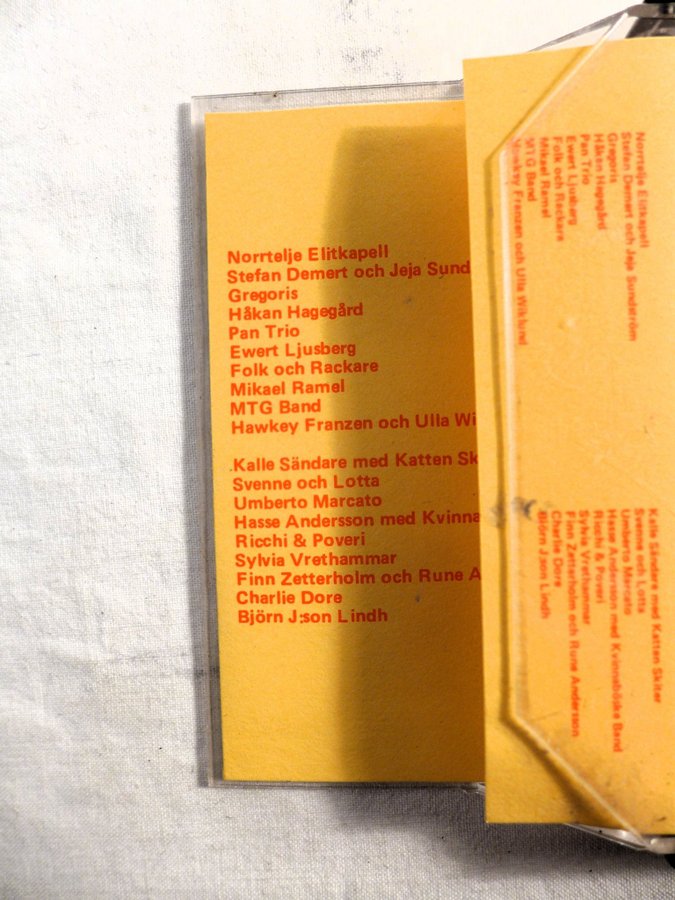 Norrtelje Elitkapell
Stefan Demert och Jeja Sund
Gregoris
Håkan Hagegård
Pan Trio
Ewert Ljusberg
Folk och Rackare
Mikael Ramel
MTG Band
Hawkey Franzen och Ulla Wi
Kalle Sändare med Katten Sk
Svenne och Lotta
Umberto Marcato
Hasse Andersson med Kvinna
Ricchi & Poveri
Sylvia Vrethammar
Finn Zetterholm och Rune A
Charlie Dore
Björn J:son Lindh
Norrtelje Elitkapell
Stefan Demert och Jeja Sundström
Gregoris
Håkan Hagegård
Pan Trio
Ewert Ljusberg
Folk och Rackare
Mikael Ramel
MTG Band
Hawksy Franzen och Ulla Wiklund
Kalle Sändare med Katten Skiter
Svenne och Lotta
Umberto Marcato
Hasse Andersson med Kvinnaböske Band
Ricchi & Poveri
Sylvia Vrethammar
Finn Zetterholm och Rune Andersson
Charlie Dore
Björn J:son Lindh